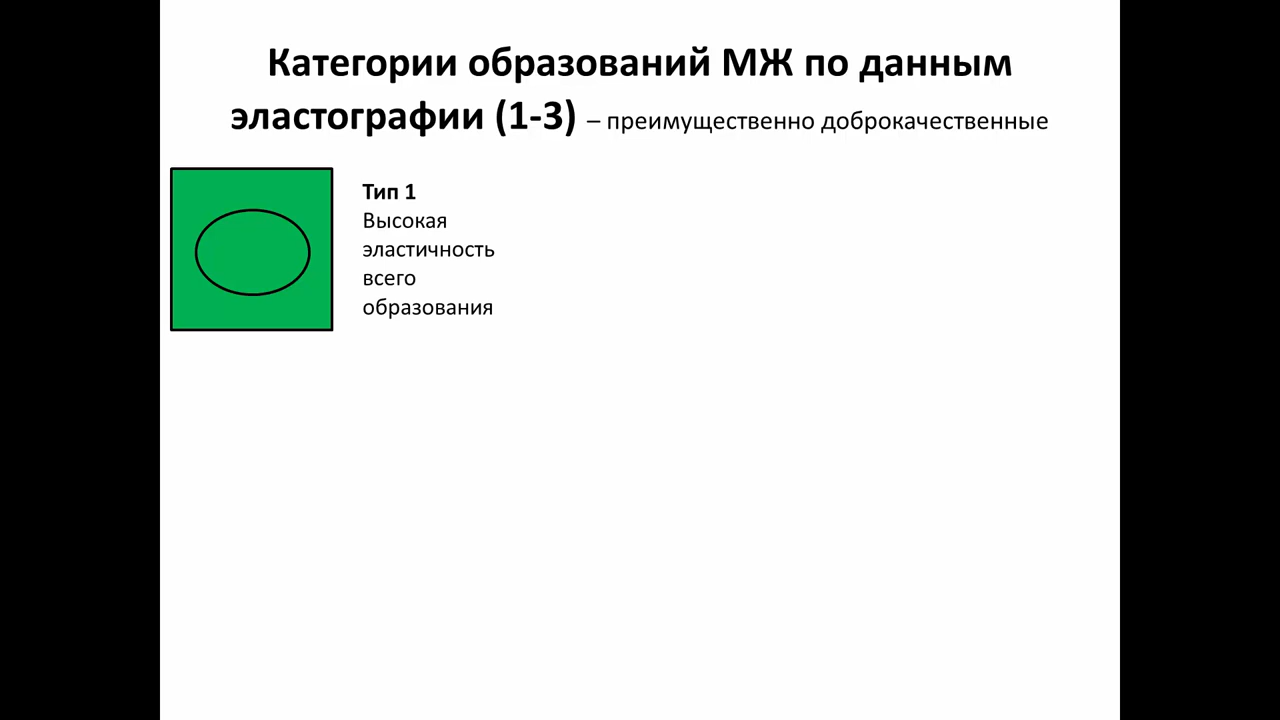 Категории образований МЖ по данным
эластографии (1-3) – преимущественно доброкачественные
Тип 1
Высокая
эластичность
всего
образования